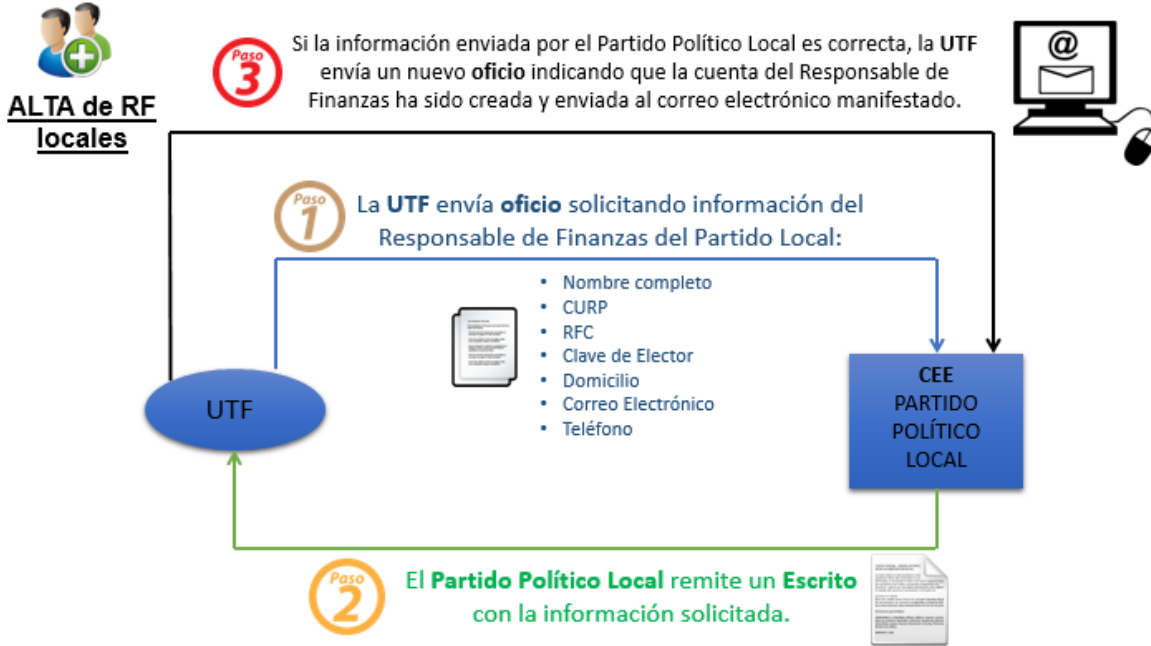 ALTA de RF
locales
Paso
3
Si la información enviada por el Partido Político Local es correcta, la UTF
envía un nuevo oficio indicando que la cuenta del Responsable de
Finanzas ha sido creada y enviada al correo electrónico manifestado.
@
Paso
1
La UTF envía oficio solicitando información del
Responsable de Finanzas del Partido Local:
• Nombre completo
• CURP
• RFC
• Clave de Elector
• Domicilio
• Correo Electrónico
• Teléfono
UTF
CEE
PARTIDO
POLÍTICO
LOCAL
Paso
2
El Partido Político Local remite un Escrito
con la información solicitada.